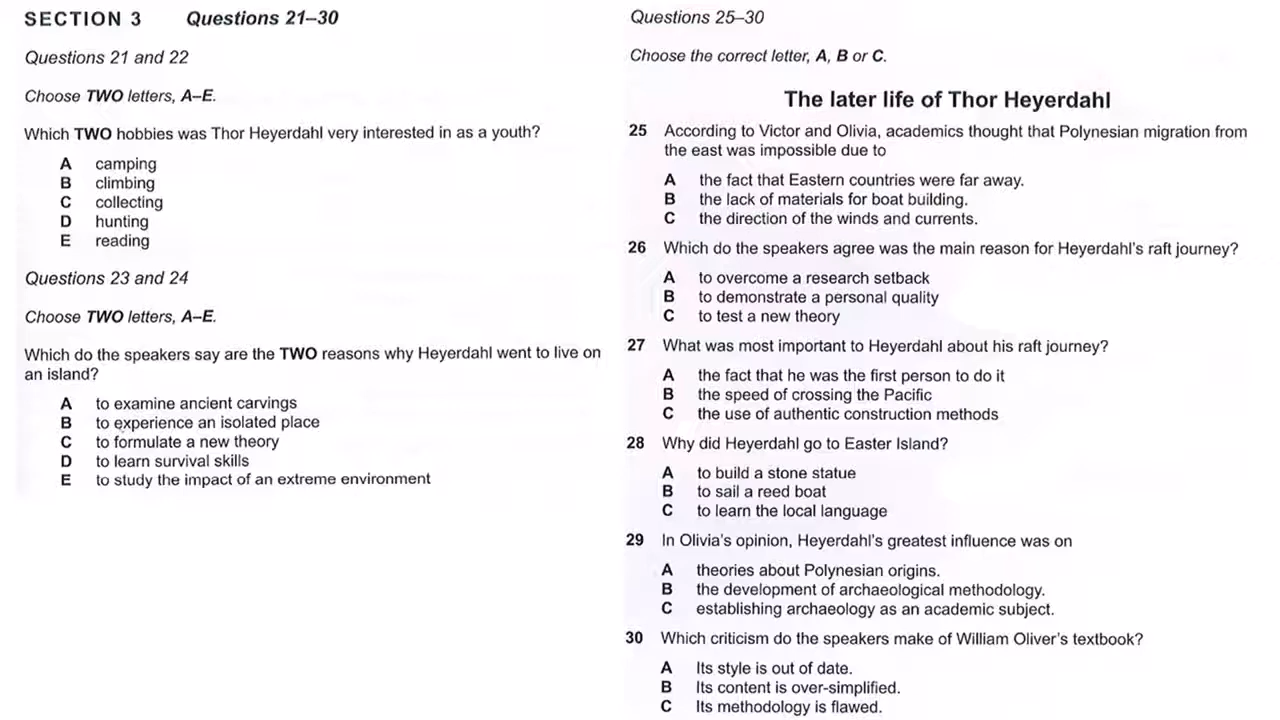 SECTION 3 Questions 21–30
Questions 21 and 22
Choose TWO letters, A–E.
Which TWO hobbies was Thor Heyerdahl very interested in as a youth?
A camping
B climbing
C collecting
D hunting
E reading
Questions 23 and 24
Choose TWO letters, A–E.
Which do the speakers say are the TWO reasons why Heyerdahl went to live on
an island?
A to examine ancient carvings
B to experience an isolated place
C to formulate a new theory
D to learn survival skills
E to study the impact of an extreme environment
Questions 25–30
Choose the correct letter, A, B or C.
The later life of Thor Heyerdahl
25 According to Victor and Olivia, academics thought that Polynesian migration from
the east was impossible due to
A the fact that Eastern countries were far away.
B the lack of materials for boat building.
C the direction of the winds and currents.
26 Which do the speakers agree was the main reason for Heyerdahl's raft journey?
A to overcome a research setback
B to demonstrate a personal quality
C to test a new theory
27 What was most important to Heyerdahl about his raft journey?
A the fact that he was the first person to do it
B the speed of crossing the Pacific
C the use of authentic construction methods
28 Why did Heyerdahl go to Easter Island?
A to build a stone statue
B to sail a reed boat
C to learn the local language
29 In Olivia's opinion, Heyerdahl's greatest influence was on
A theories about Polynesian origins.
B the development of archaeological methodology.
C establishing archaeology as an academic subject.
30 Which criticism do the speakers make of William Oliver's textbook?
A Its style is out of date.
B Its content is over-simplified.
C Its methodology is flawed.